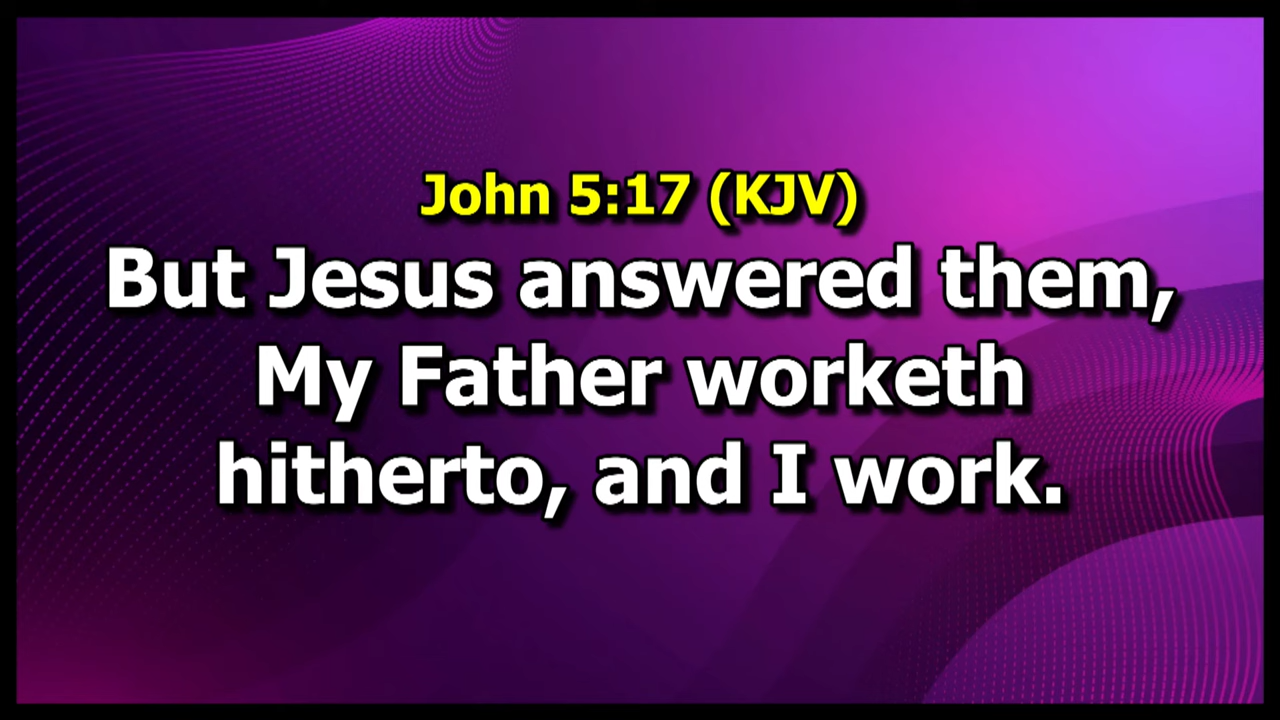 John 5:17 (KJV)
But Jesus answered them,
My Father worketh
hitherto, and I work.